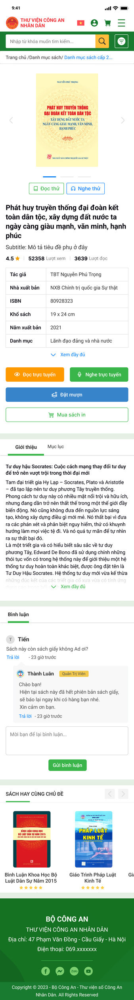 9:41
THƯ VIỆN CÔNG AN
NHÂN DÂN
Nhập từ khóa muốn tìm kiếm...
Trang chủ /Danh mục sách/ Danh mục sách cấp 2...
NGUYỄN PHÚ TRỌNG
PHÁT HUY TRUYỀN THỐNG
ĐẠI ĐOÀN KẾT TOÀN DÂN TỘC
XÂY DỰNG ĐẤT NƯỚC TA
NGÀY CÀNG GIÀU MẠNH, VĂN MINH,
HẠNH PHÚC
ST NHÀ XUẤT BẢN CHÍNH TRỊ QUỐC GIA SỰ THẬT
Đọc thử
Nghe thử
Phát huy truyền thống đại đoàn kết
toàn dân tộc, xây dựng đất nước ta
ngày càng giàu mạnh, văn minh, hạnh
phúc
Subtitle: Mô tả tiêu đề phụ ở đây
4.5 52358 Lượt xem 3639 Lượt đọc
Tác giả TBT Nguyễn Phú Trọng
Nhà xuất bản NXB Chính trị quốc gia Sự thật
ISBN 80928323
Khổ sách 19 x 24 cm
Năm xuất bản 2021
Danh mục Lãnh đạo đảng và nhà nước
Xem đầy đủ
Đọc trực tuyến
Nghe trực tuyến
Đặt mượn
Mua sách in
Giới thiệu
Mục lục
Tư duy hậu Socrates: Cuộc cách mạng thay đổi tư duy
để trở nên vượt trội trong thời đại mới
Tam đại triết gia Hy Lạp – Socrates, Plato và Aristotle
– đã tạo lập nên tư duy phương Tây truyền thống.
Phong cách tư duy này có nhiều mặt nổi trội và hữu ích,
nhưng đang dần trở nên thất thế trong một thế giới đầy
biến động. Nó cũng không đưa đến nguồn lực sáng
tạo, không xây dựng điều gì mới mẻ. Nó thất bại vì đưa
ra các phán xét và phân biệt nguy hiểm, thứ có khuynh
hướng làm mọi việc tệ đi. Và nó quá tự mãn để tự nhìn
ra sự thất bại đó.
Là một triết gia và có hiểu biết sâu sắc về tư duy
phương Tây, Edward De Bono đã sử dụng chính những
thói tục vốn có trong hệ thống này để giới thiệu một hệ
thống tư duy hoàn toàn khác biệt, được ông đặt tên là
Tư Duy Hậu Socrates. Hệ thống tư duy mới vừa kế thừa
những đúc kết của các triết gia cổ xưa vừa có tính ứng
Xem đầy đủ
Bình luận
T Tiến
Sách này còn sách giấy không Ad ơi?
Trả lời - 23 giờ trước
Thành Luân Quản Trị Viên
Chào bạn!
Hiện tại sách này đã hết phiên bản sách giấy,
sẽ báo lại ngay khi có hàng bạn nhé.
Xin cảm ơn bạn.
Trả lời - 23 giờ trước
Mời bạn để lại bình luận...
Gửi bình luận
SÁCH HAY CÙNG CHỦ ĐỀ
BÌNH LUẬN KHOA HỌC
BỘ LUẬT DÂN SỰ NĂM 2015
Giáo trình
PHÁP LUẬT
KINH TẾ
Bình Luận Khoa Học Bộ
Luật Dân Sự Năm 2015
Giáo Trình Pháp Luật
Kinh Tế
Giá
BỘ CÔNG AN
THƯ VIỆN CÔNG AN NHÂN DÂN
Địa chỉ: 47 Phạm Văn Đồng - Cầu Giấy - Hà Nội
Điện thoại: 069.xxxxxxx
Zalo
Copyright © 2023 - Bộ Công An - Thư viện số Công An
Nhân Dân. All Rights Reserved